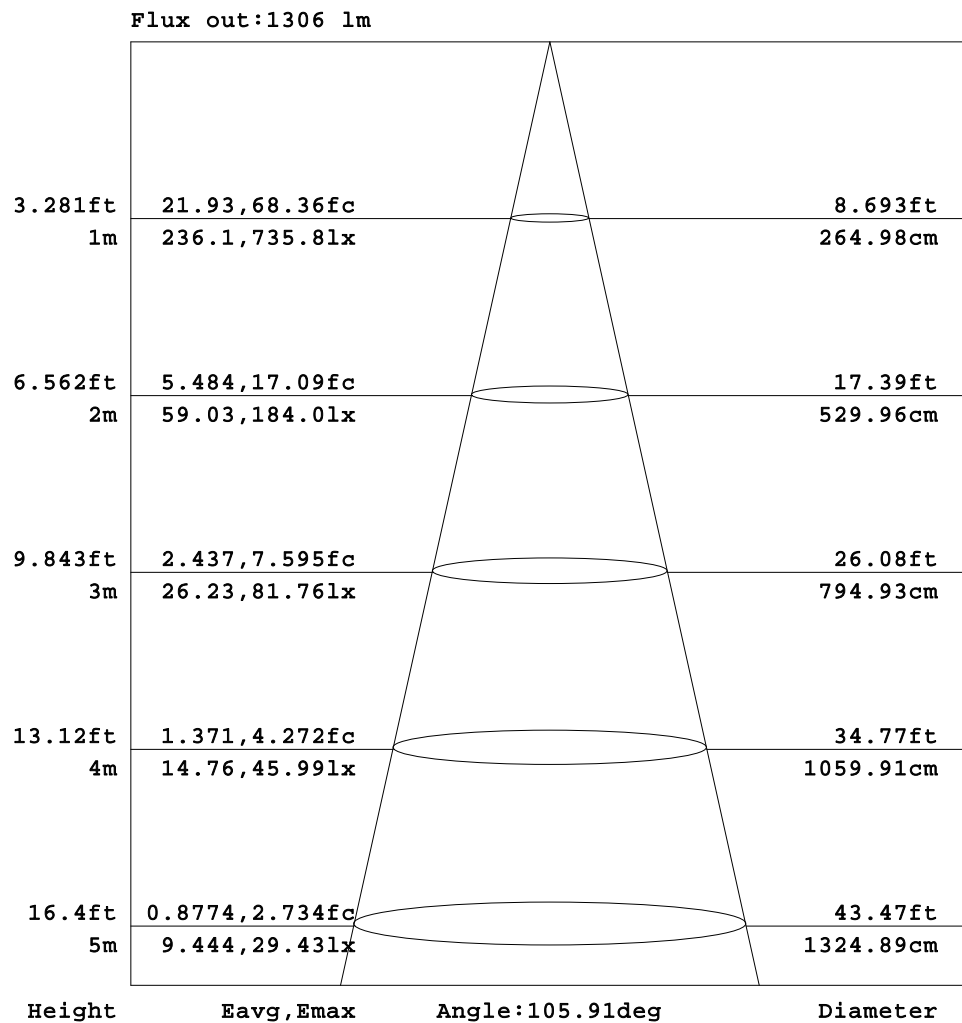 Flux out:1306 lm
3.281ft 21.93,68.36fc 8.693ft
1m 236.1,735.8lx 264.98cm
6.562ft 5.484,17.09fc 17.39ft
2m 59.03,184.0lx 529.96cm
9.843ft 2.437,7.595fc 26.08ft
3m 26.23,81.76lx 794.93cm
13.12ft 1.371,4.272fc 34.77ft
4m 14.76,45.99lx 1059.91cm
16.4ft 0.8774,2.734fc 43.47ft
5m 9.444,29.43lx 1324.89cm
Height Eavg,Emax Angle:105.91deg Diameter